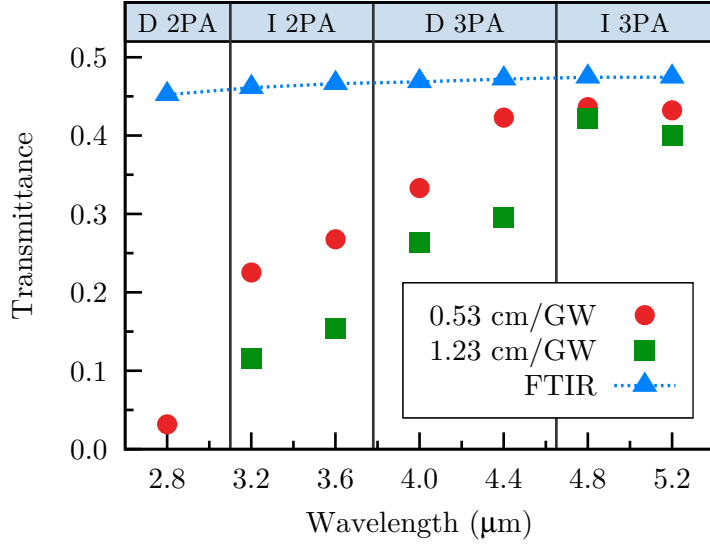 D 2PA I 2PA D 3PA I 3PA
0.5
0.4
0.3
0.2
0.1
0.0
Transmittance
0.53 cm/GW
1.23 cm/GW
FTIR
2.8 3.2 3.6 4.0 4.4 4.8 5.2
Wavelength (μm)